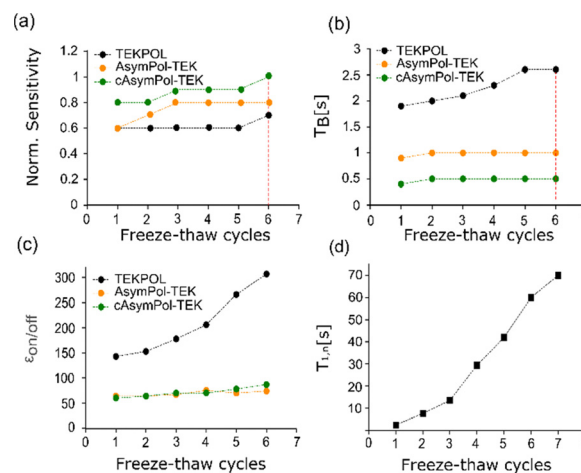 (a)
TEKPOL
AsymPol-TEK
cAsymPol-TEK
Norm. Sensitivity
1.2
1
0.8
0.6
0.4
0.2
0
0 1 2 3 4 5 6 7
Freeze-thaw cycles
(b)
TEKPOL
AsymPol-TEK
cAsymPol-TEK
TB[s]
3
2.5
2
1.5
1
0.5
0
0 1 2 3 4 5 6
Freeze-thaw cycles
(c)
TEKPOL
AsymPol-TEK
cAsymPol-TEK
εon/off
300
250
200
150
100
50
0
0 1 2 3 4 5 6 7
Freeze-thaw cycles
(d)
T1,n[s]
70
60
50
40
30
20
10
0 1 2 3 4 5 6 7
Freeze-thaw cycles